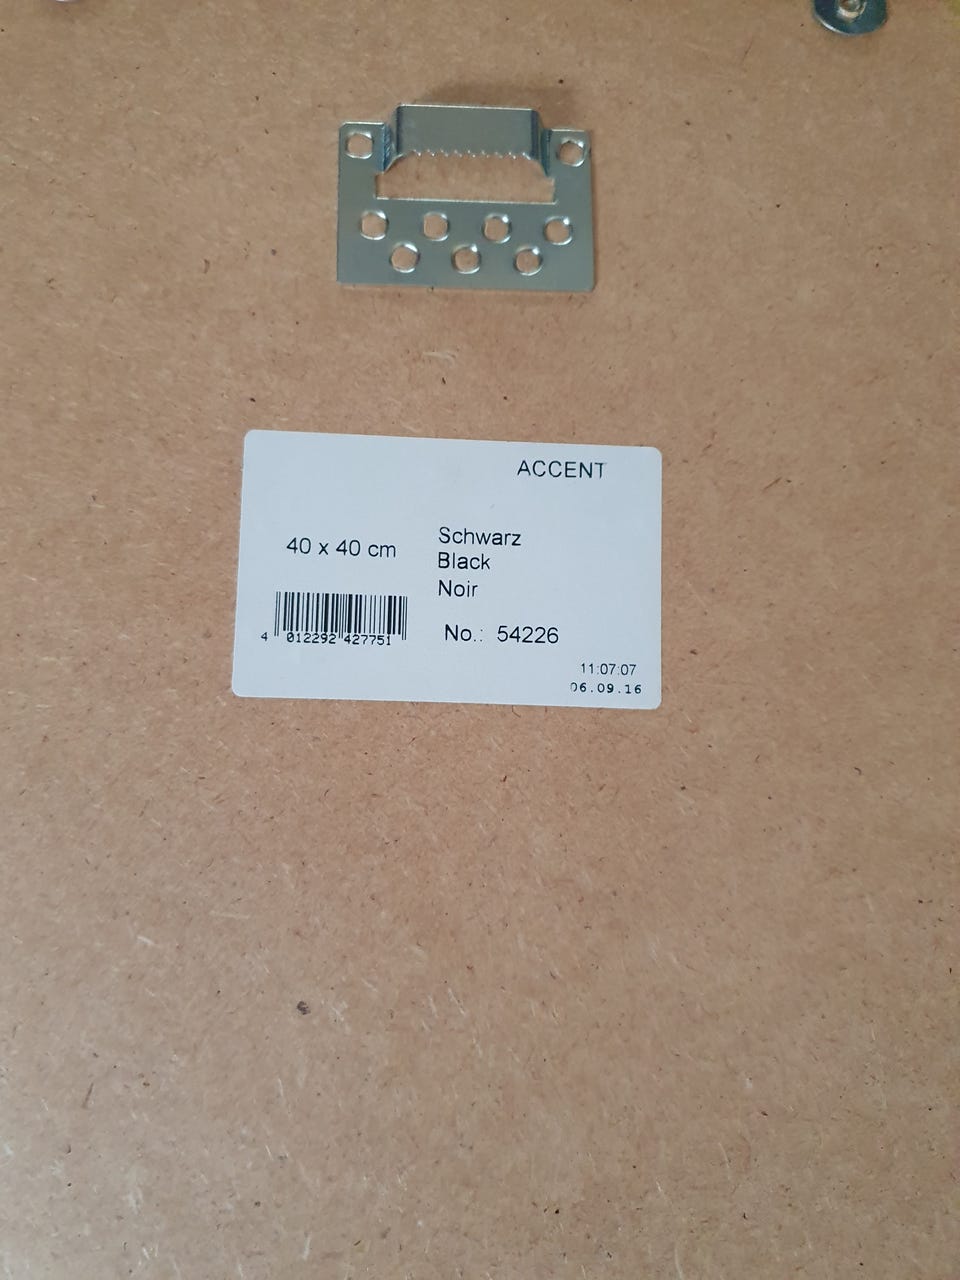 ACCENT
40 x 40 cm
Schwarz
Black
Noir
4 012292 427751
No.: 54226
11:07:07
06.09.16